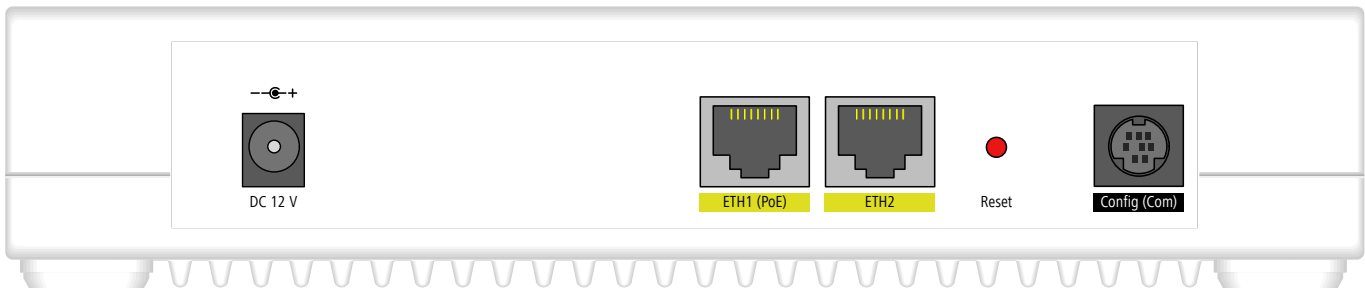 DC 12 V
ETH1 (PoE)
ETH2
Reset
Config (Com)